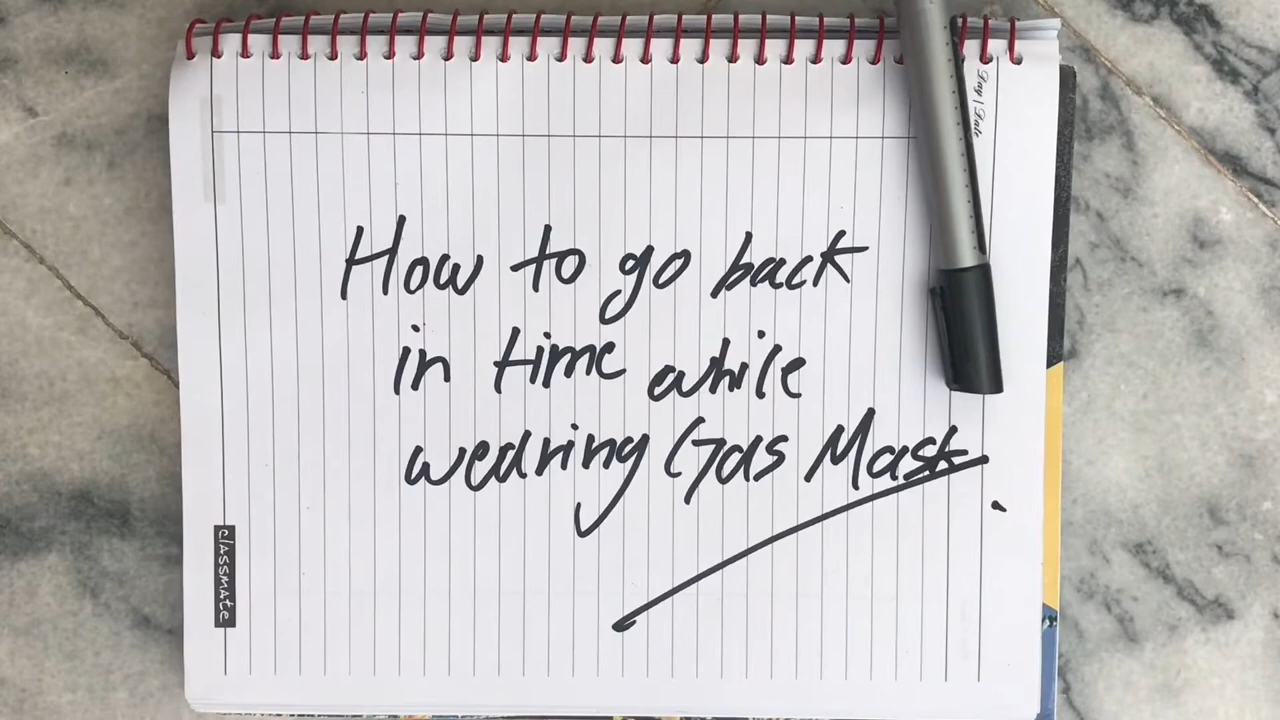 Day | Date
How to go back
in time while
wearing Gas Mask.
classmate